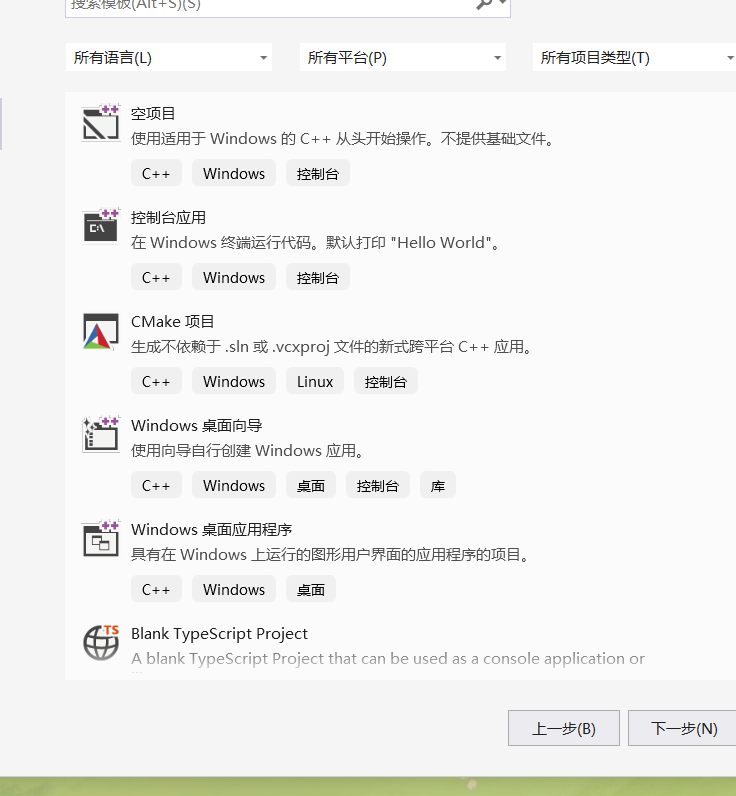 搜索模板(Alt+S)(S)
所有语言(L) 所有平台(P) 所有项目类型(T)
空项目
使用适用于 Windows 的 C++ 从头开始操作。不提供基础文件。
C++ Windows 控制台
控制台应用
在 Windows 终端运行代码。默认打印 "Hello World"。
C++ Windows 控制台
CMake 项目
生成不依赖于 .sln 或 .vcxproj 文件的新式跨平台 C++ 应用。
C++ Windows Linux 控制台
Windows 桌面向导
使用向导自行创建 Windows 应用。
C++ Windows 桌面 控制台 库
Windows 桌面应用程序
具有在 Windows 上运行的图形用户界面的应用程序的项目。
C++ Windows 桌面
TS
Blank TypeScript Project
A blank TypeScript Project that can be used as a console application or
上一步(B) 下一步(N)